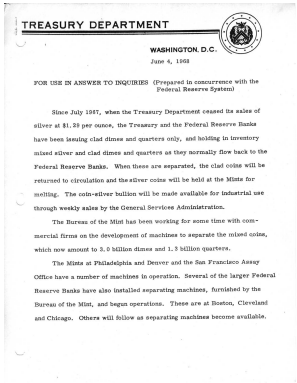 TREASURY DEPARTMENT
WASHINGTON, D.C.
June 4, 1968
FOR USE IN ANSWER TO INQUIRIES (Prepared in concurrence with the
Federal Reserve System)
Since July 1967, when the Treasury Department ceased its sales of
silver at $1.29 per ounce, the Treasury and the Federal Reserve Banks
have been issuing clad dimes and quarters only, and holding in inventory
mixed silver and clad dimes and quarters as they normally flow back to the
Federal Reserve Banks. When these are separated, the clad coins will be
returned to circulation and the silver coins will be held at the Mints for
melting. The coin-silver bullion will be made available for industrial use
through weekly sales by the General Services Administration.
The Bureau of the Mint has been working for some time with com-
mercial firms on the development of machines to separate the mixed coins,
which now amount to 3.0 billion dimes and 1.3 billion quarters.
The Mints at Philadelphia and Denver and the San Francisco Assay
Office have a number of machines in operation. Several of the larger Federal
Reserve Banks have also installed separating machines, furnished by the
Bureau of the Mint, and begun operations. These are at Boston, Cleveland
and Chicago. Others will follow as separating machines become available.